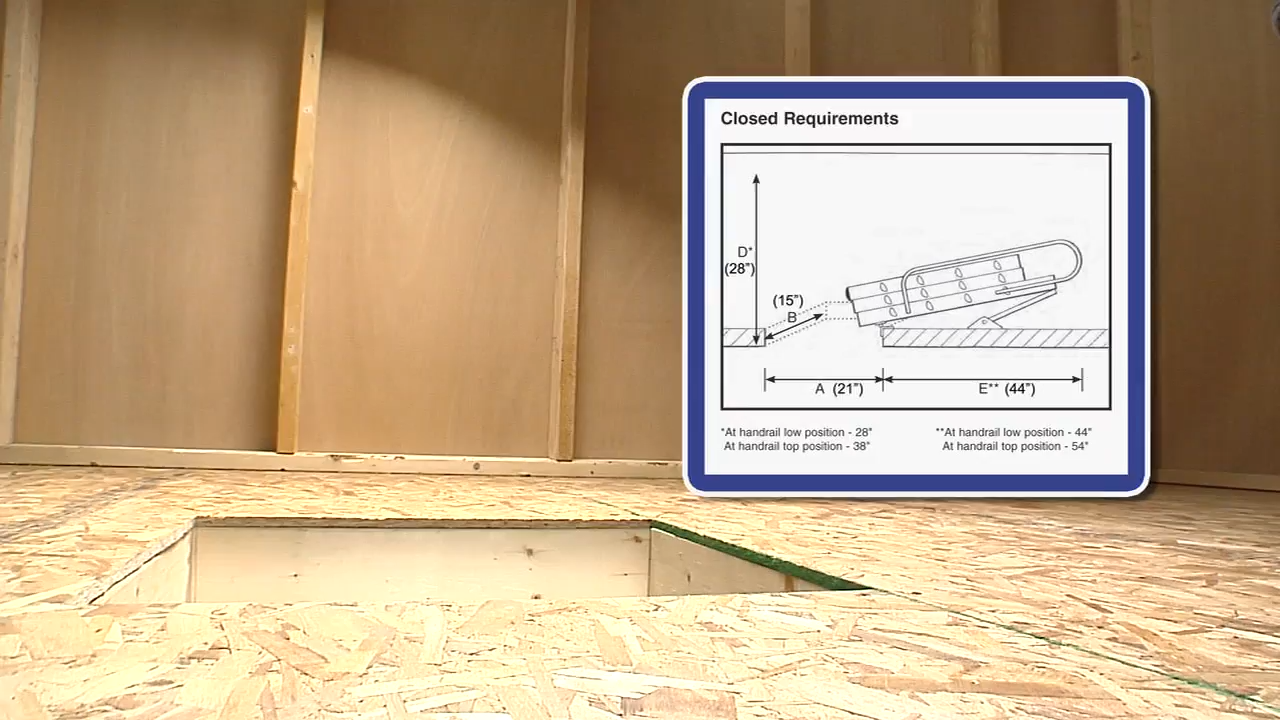 Closed Requirements
D*
(28”)
(15”)
B
A (21”)
E** (44”)
*At handrail low position - 28"
At handrail top position - 38"
**At handrail low position - 44"
At handrail top position - 54"